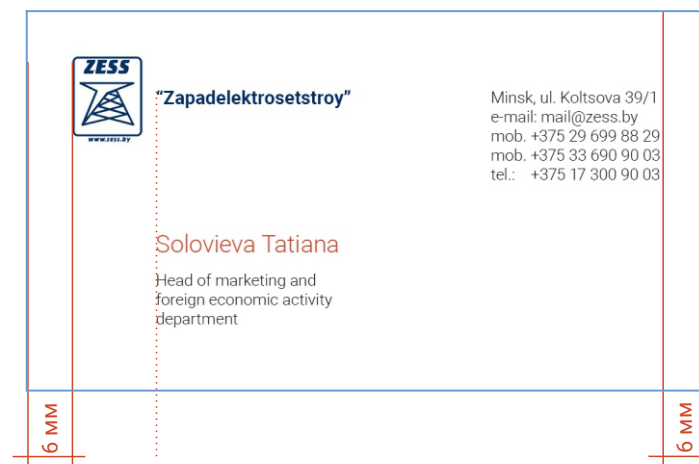 ZESS
www.zess.by
“Zapadelektrosetstroy”
Minsk, ul. Koltsova 39/1
e-mail: mail@zess.by
mob. +375 29 699 88 29
mob. +375 33 690 90 03
tel.: +375 17 300 90 03
Solovieva Tatiana
Head of marketing and
foreign economic activity
department
6 мм
6 мм